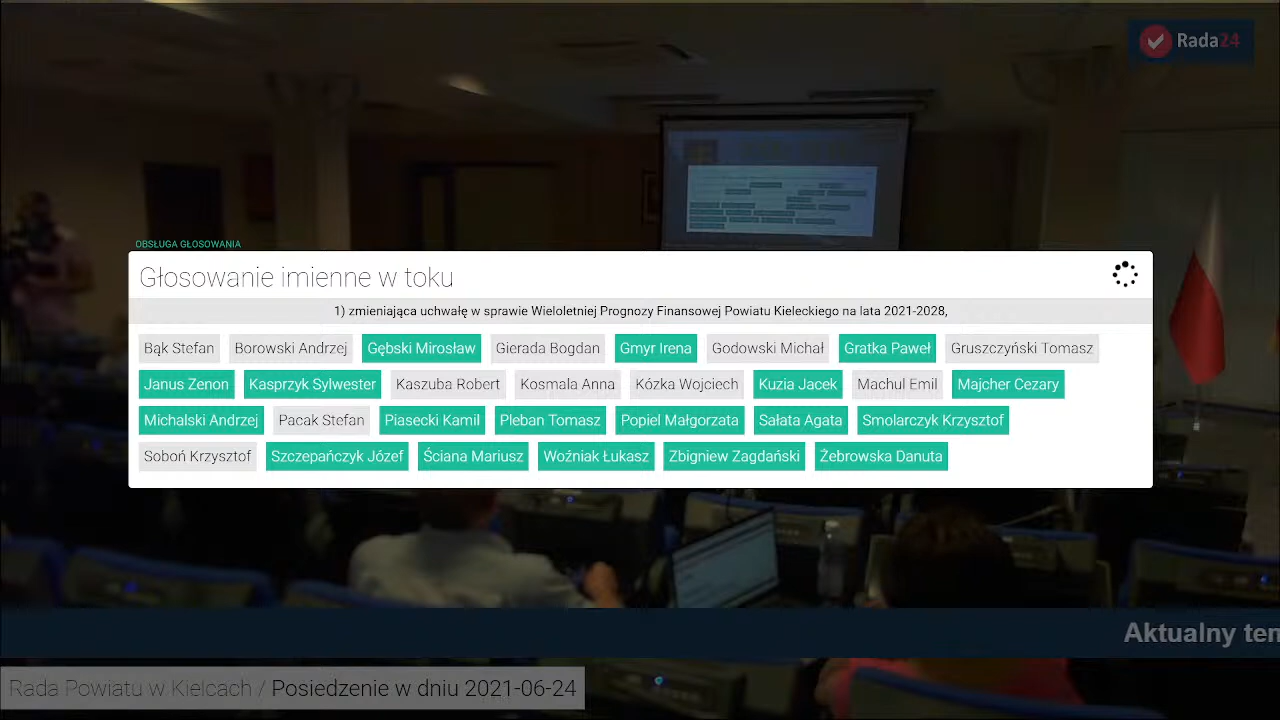 Rada24
OBSŁUGA GŁOSOWANIA
Głosowanie imienne w toku
1) zmieniająca uchwałę w sprawie Wieloletniej Prognozy Finansowej Powiatu Kieleckiego na lata 2021-2028,
Bąk Stefan Borowski Andrzej Gębski Mirosław Gierada Bogdan Gmyr Irena Godowski Michał Gratka Paweł Gruszczyński Tomasz
Janus Zenon Kasprzyk Sylwester Kaszuba Robert Kosmala Anna Kózka Wojciech Kuzia Jacek Machul Emil Majcher Cezary
Michalski Andrzej Pacak Stefan Piasecki Kamil Pleban Tomasz Popiel Małgorzata Sałata Agata Smolarczyk Krzysztof
Soboń Krzysztof Szczepańczyk Józef Ściana Mariusz Woźniak Łukasz Zbigniew Zagdański Żebrowska Danuta
Aktualny tem
Rada Powiatu w Kielcach / Posiedzenie w dniu 2021-06-24